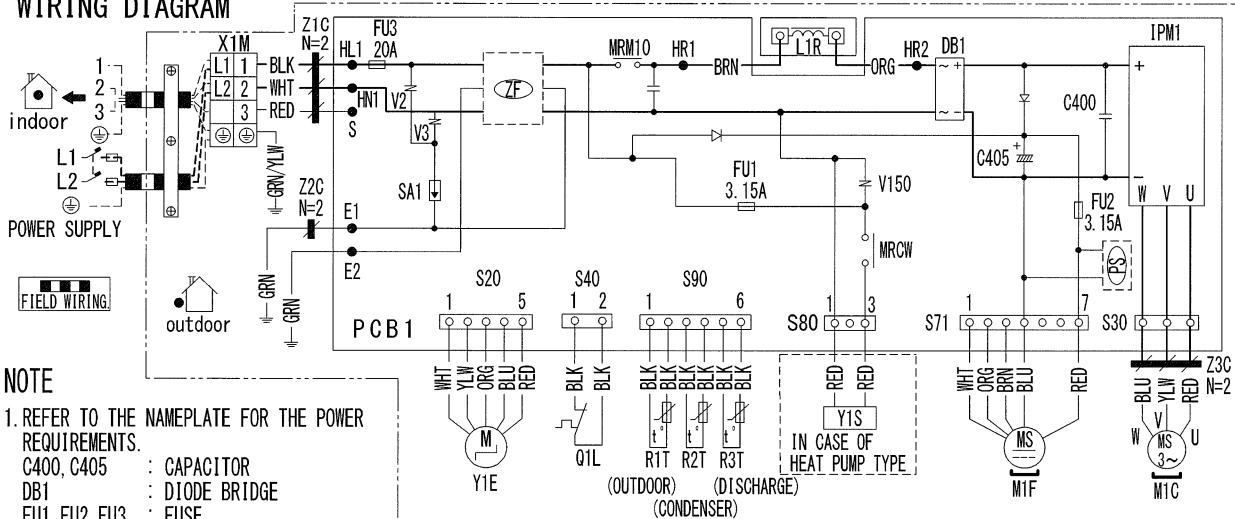 WIRING DIAGRAM
X1M
L1 1 BLK
L2 2 WHT
3 RED
GRN/YLW
1
2
3
indoor
L1
L2
POWER SUPPLY
FIELD WIRING
outdoor
Z1C
N=2
HL1
FU3
20A
HN1
S
V2
V3
SA1
ZF
Z2C
N=2
E1
E2
GRN
GRN
PCB1
MRM10
HR1
BRN
L1R
ORG
HR2
DB1
~ +
~ −
IPM1
+
−
C400
C405
+
W V U
FU1
3.15A
V150
MRCW
FU2
3.15A
PS
S20
1 5
S40
1 2
S90
1 6
S80
1 3
S71
1 7
S30
WHT YLW ORG BLU RED
M
Y1E
BLK BLK
Q1L
BLK BLK BLK BLK BLK BLK
t° t° t°
R1T R2T R3T
(OUTDOOR) (DISCHARGE)
(CONDENSER)
RED RED
Y1S
IN CASE OF
HEAT PUMP TYPE
WHT ORG BRN BLU RED
MS
M1F
Z3C
N=2
BLU YLW RED
W V U
MS
3~
M1C
NOTE
1. REFER TO THE NAMEPLATE FOR THE POWER
REQUIREMENTS.
C400, C405 : CAPACITOR
DB1 : DIODE BRIDGE
FU1, FU2, FU3 : FUSE